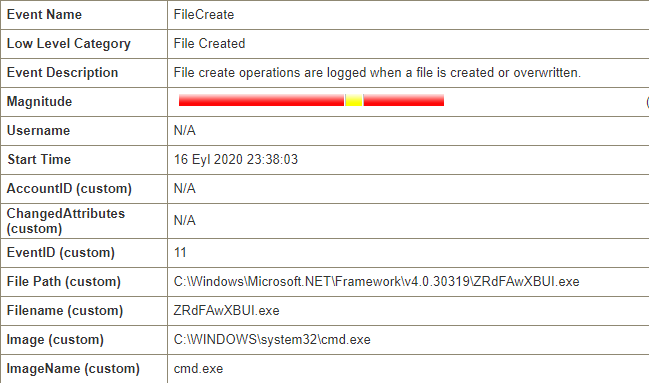 Event Name FileCreate
Low Level Category File Created
Event Description File create operations are logged when a file is created or overwritten.
Magnitude (
Username N/A
Start Time 16 Eyl 2020 23:38:03
AccountID (custom) N/A
ChangedAttributes
(custom) N/A
EventID (custom) 11
File Path (custom) C:\Windows\Microsoft.NET\Framework\v4.0.30319\ZRdFAwXBUI.exe
Filename (custom) ZRdFAwXBUI.exe
Image (custom) C:\WINDOWS\system32\cmd.exe
ImageName (custom) cmd.exe